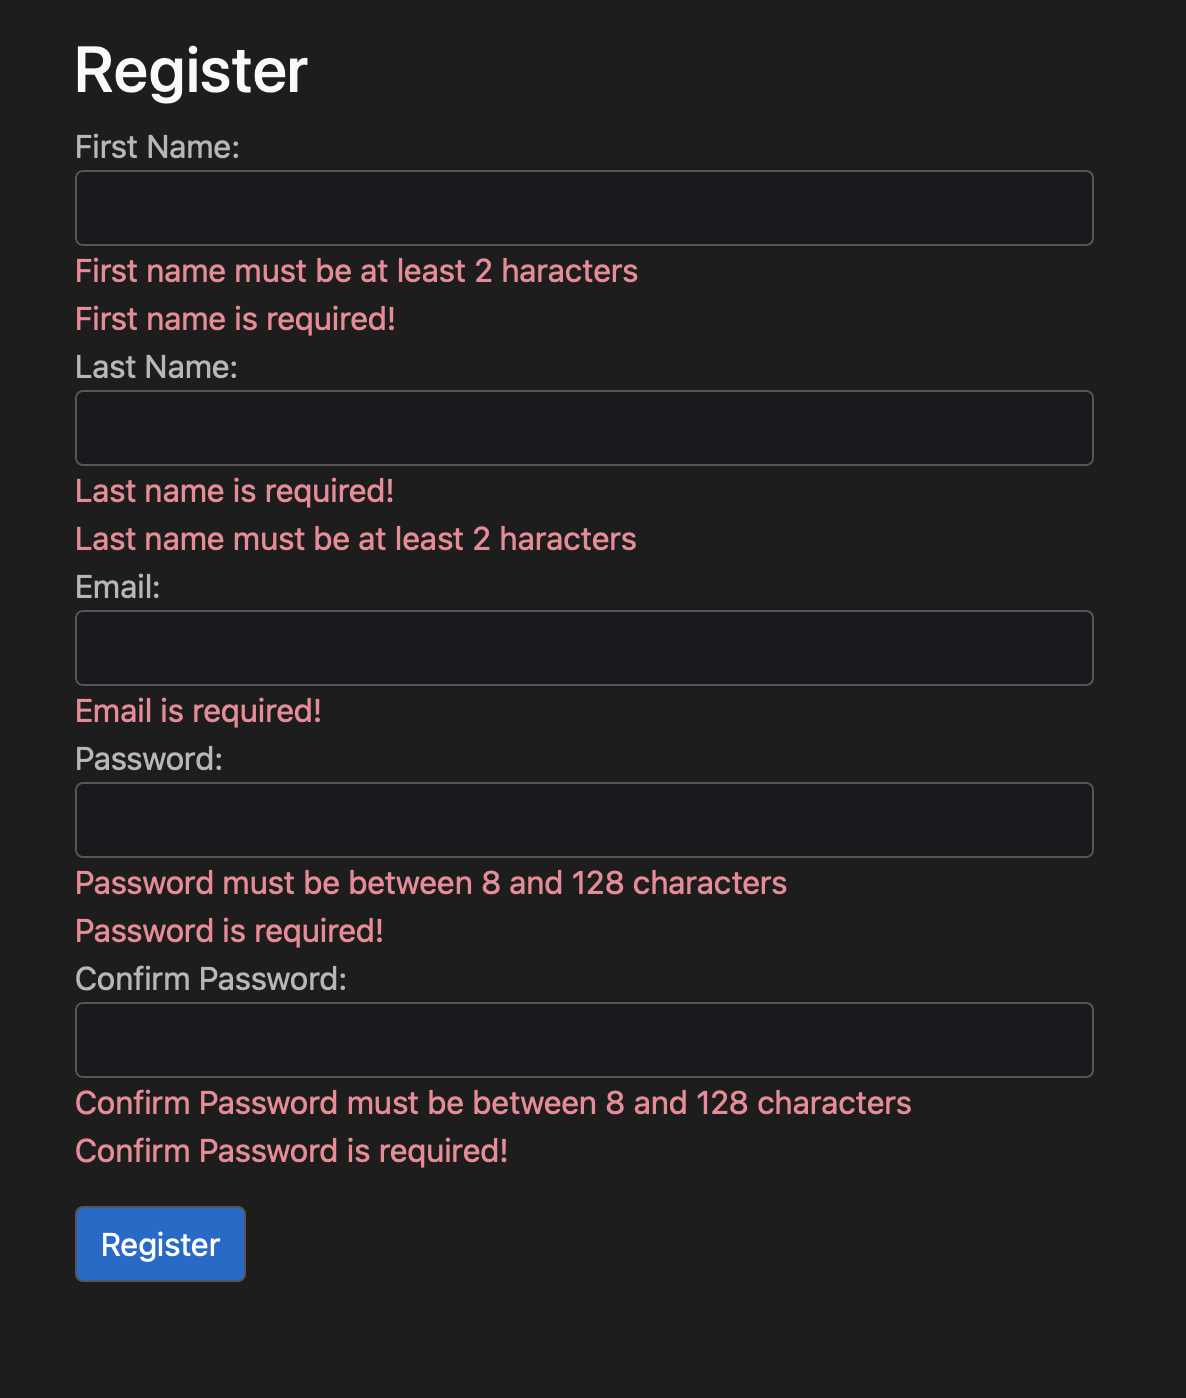 Register
First Name:
First name must be at least 2 haracters
First name is required!
Last Name:
Last name is required!
Last name must be at least 2 haracters
Email:
Email is required!
Password:
Password must be between 8 and 128 characters
Password is required!
Confirm Password:
Confirm Password must be between 8 and 128 characters
Confirm Password is required!
Register